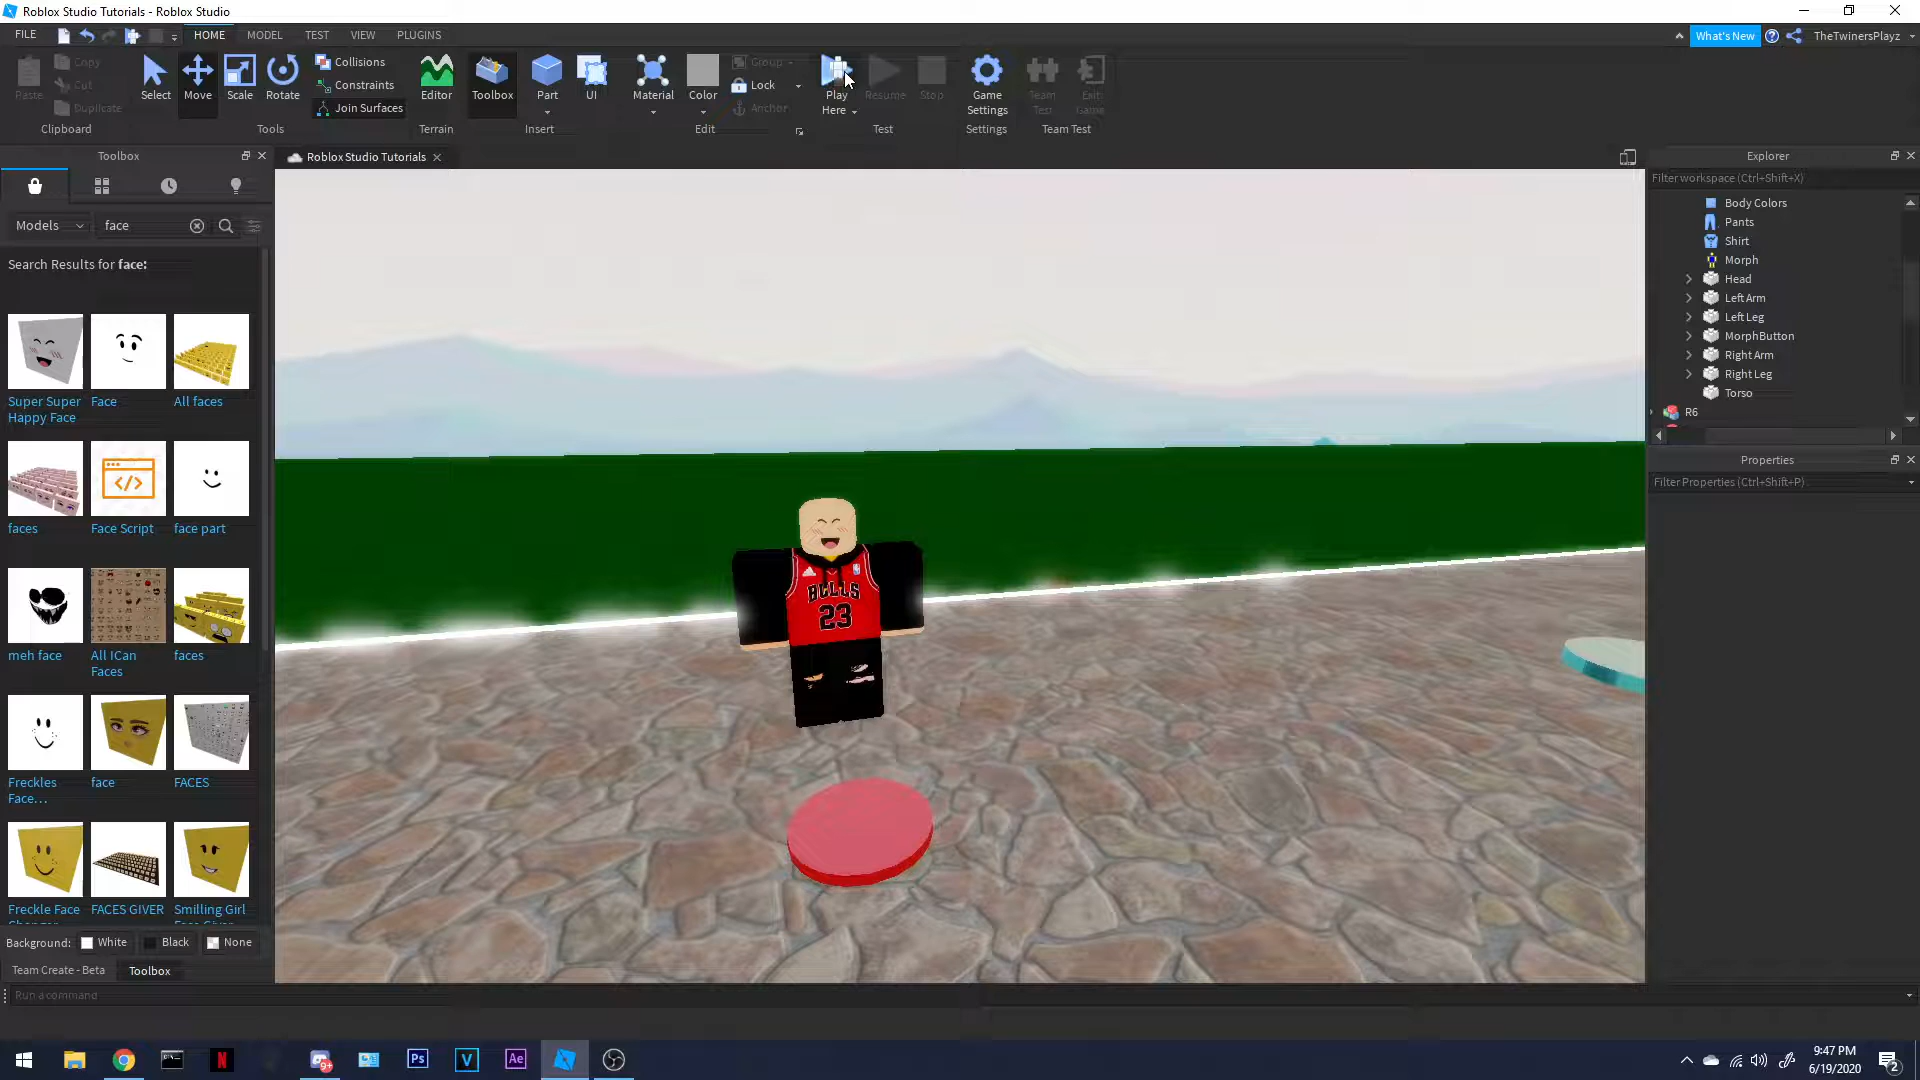 Roblox Studio Tutorials - Roblox Studio
FILE HOME MODEL TEST VIEW PLUGINS What's New TheTwinersPlayz
Copy
Cut
Duplicate
Paste
Select Move Scale Rotate
Collisions
Constraints
Join Surfaces
Editor Toolbox Part UI Material Color
Group
Lock
Anchor
Play
Here
Resume Stop
Game
Settings
Team
Test
Exit
Game
Clipboard Tools Terrain Insert Edit Test Settings Team Test
Toolbox
Roblox Studio Tutorials
Models face
Search Results for face:
Super Super
Happy Face
Face
All faces
faces
Face Script
face part
meh face
All ICan
Faces
faces
Freckles
Face...
face
FACES
Freckle Face
Changer
FACES GIVER
Smilling Girl
Face Giver
Background: White Black None
Team Create - Beta Toolbox
Run a command
BULLS
23
Explorer
Filter workspace (Ctrl+Shift+X)
Body Colors
Pants
Shirt
Morph
Head
Left Arm
Left Leg
MorphButton
Right Arm
Right Leg
Torso
R6
Properties
Filter Properties (Ctrl+Shift+P)
N
9+
Ps
V
Ae
9:47 PM
6/19/2020
2